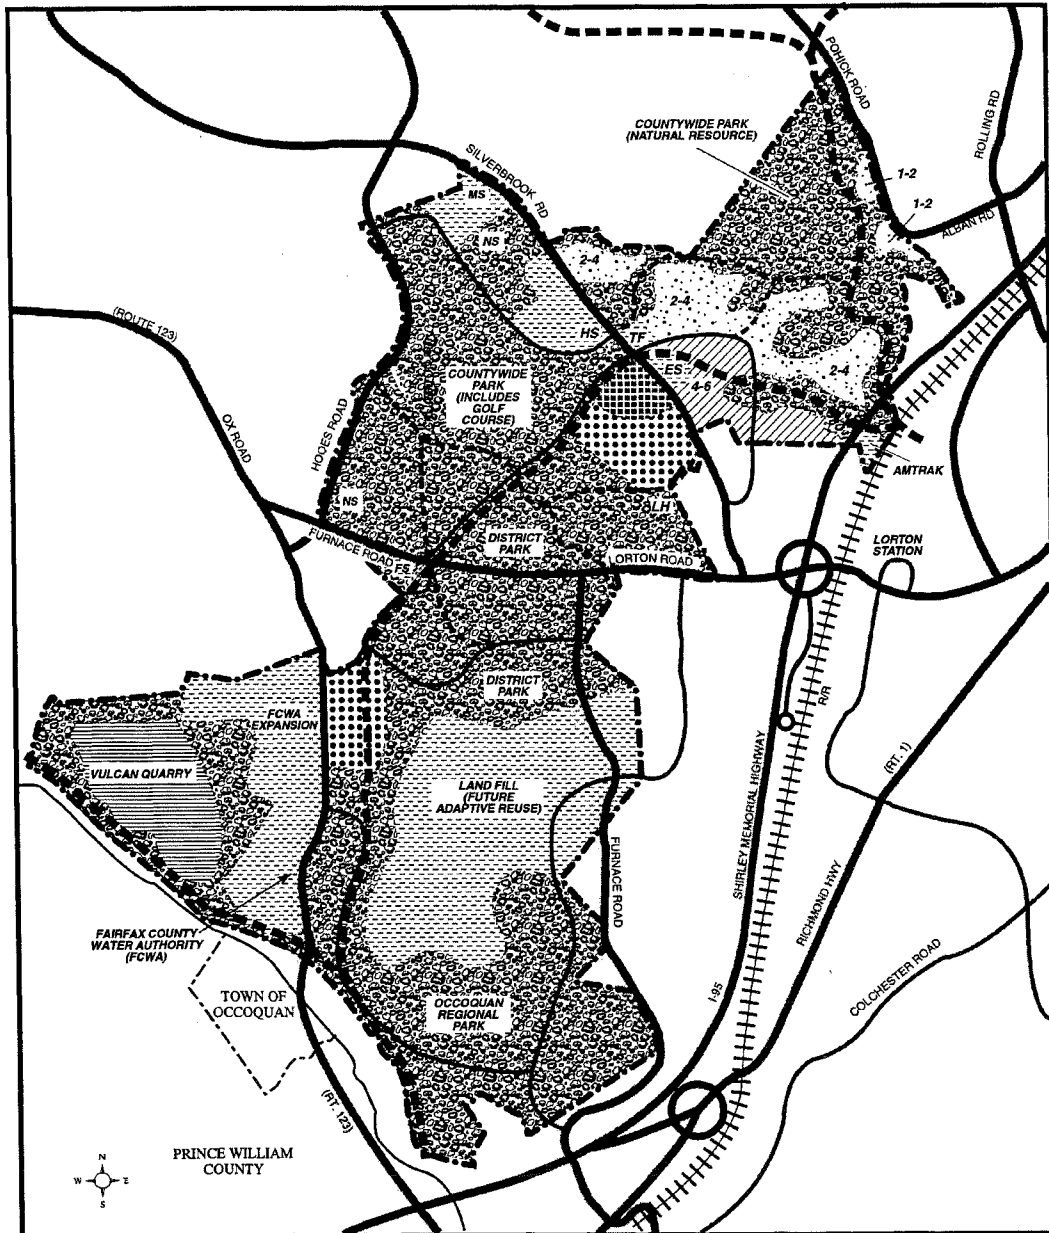 POHICK ROAD
ROLLING RD
COUNTYWIDE PARK
(NATURAL RESOURCE)
SILVERBROOK RD
1-2
1-2
ALBAN RD
MS
NS
2-4
2-4
(ROUTE 123)
HS
TF
ES
4-6
2-4
COUNTYWIDE
PARK
(INCLUDES
GOLF
COURSE)
HOOES ROAD
OX ROAD
AMTRAK
NS
LH
FURNACE ROAD
FS
DISTRICT
PARK
LORTON ROAD
LORTON
STATION
DISTRICT
PARK
FCWA
EXPANSION
R/R
VULCAN QUARRY
LAND FILL
(FUTURE
ADAPTIVE REUSE)
(RT. 1)
SHIRLEY MEMORIAL HIGHWAY
FURNACE ROAD
RICHMOND HWY
FAIRFAX COUNTY
WATER AUTHORITY
(FCWA)
COLCHESTER ROAD
TOWN OF
OCCOQUAN
OCCOQUAN
REGIONAL
PARK
I-95
(RT. 123)
PRINCE WILLIAM
COUNTY
N
W
E
S